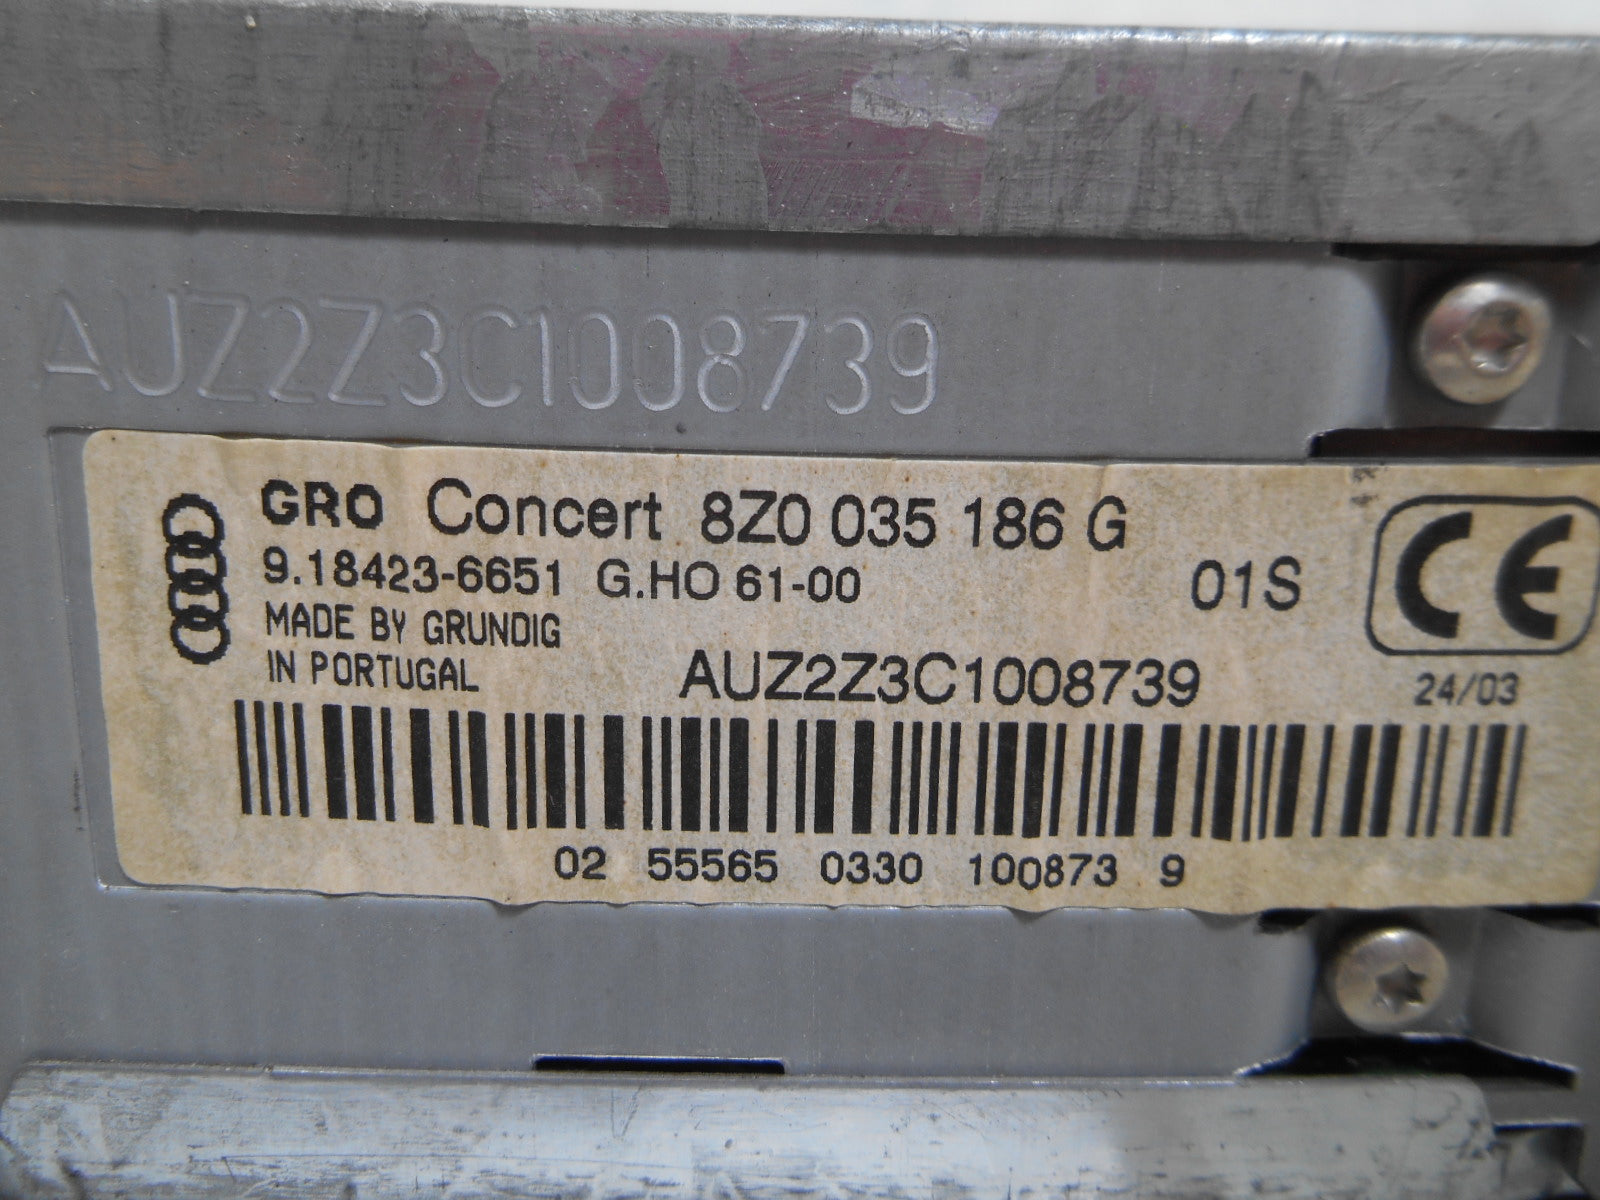 AUZ2Z3C1008739
GRO Concert 8Z0 035 186 G
9.18423-6651 G.HO 61-00 01S
CE
MADE BY GRUNDIG
IN PORTUGAL
AUZ2Z3C1008739 24/03
02 55565 0330 100873 9